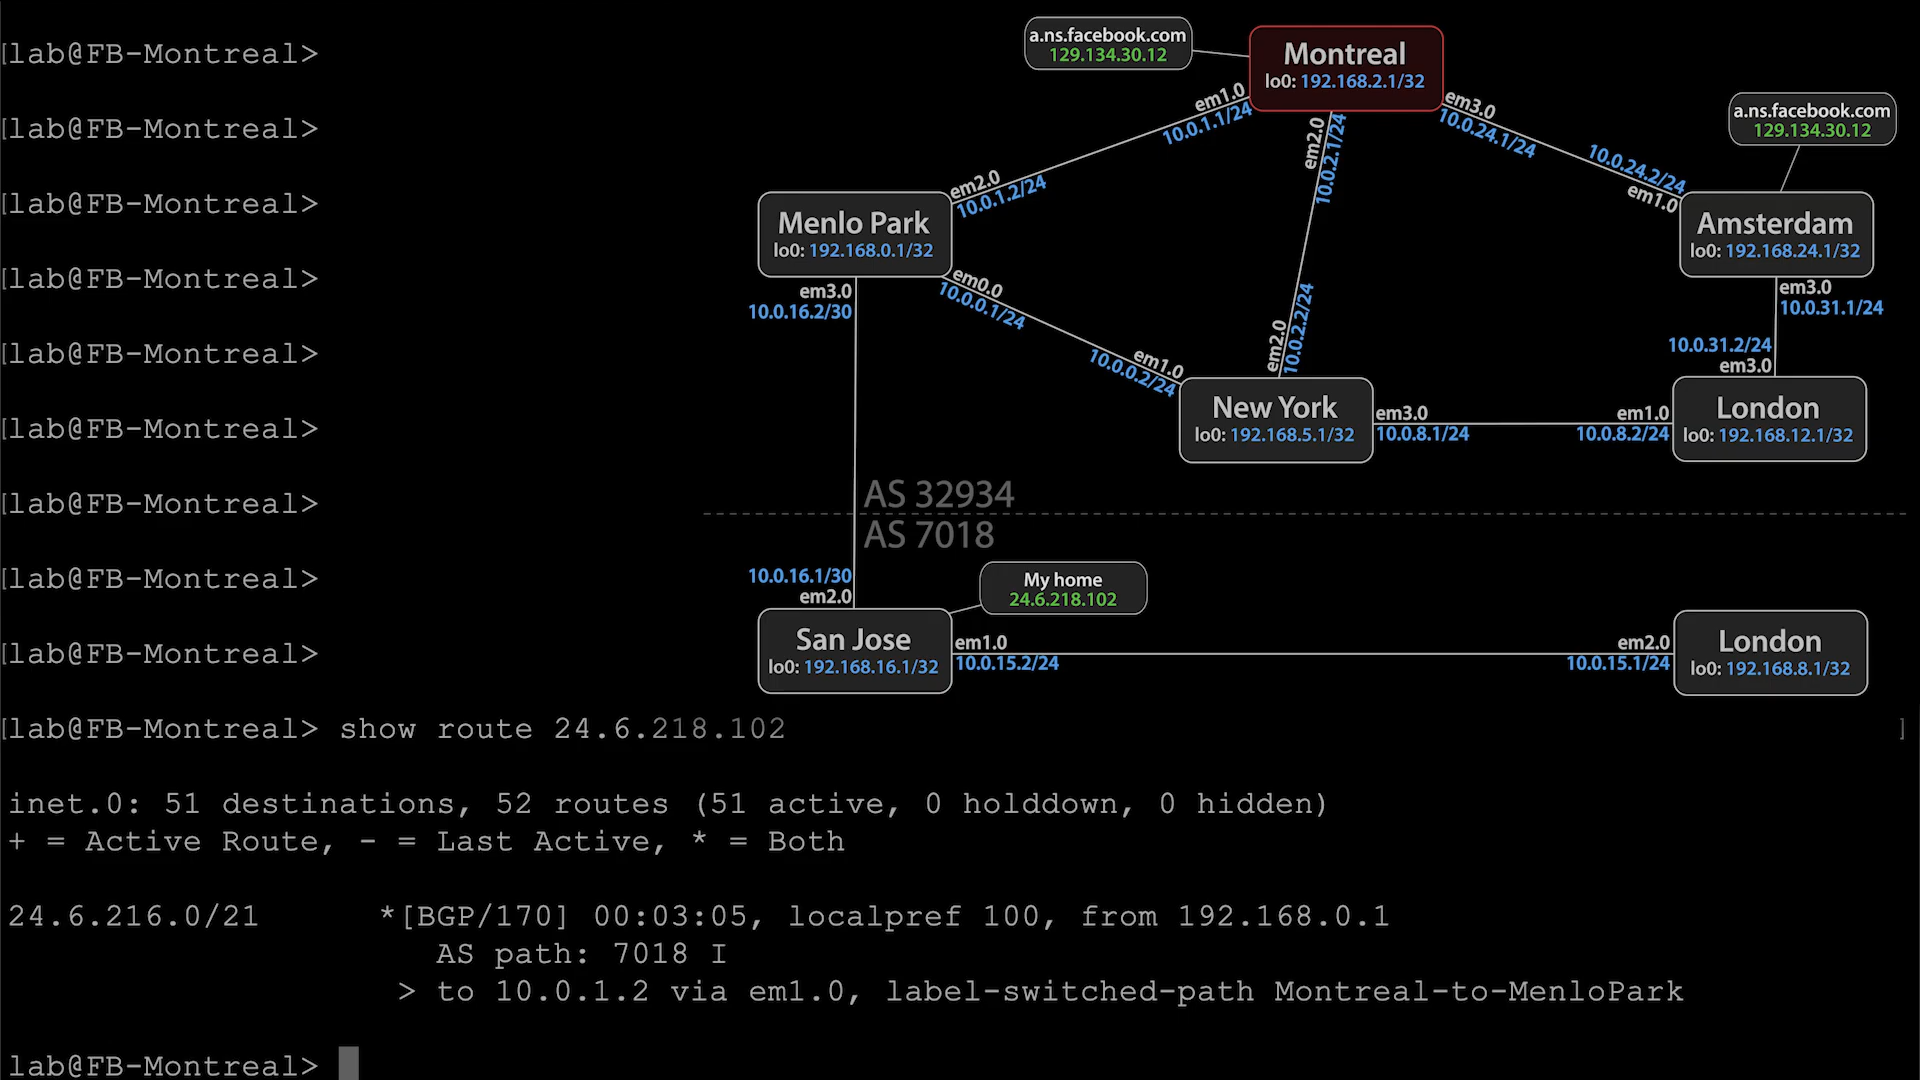 [lab@FB-Montreal>
[lab@FB-Montreal>
[lab@FB-Montreal>
[lab@FB-Montreal>
[lab@FB-Montreal>
[lab@FB-Montreal>
[lab@FB-Montreal>
[lab@FB-Montreal>
[lab@FB-Montreal>
a.ns.facebook.com
129.134.30.12
Montreal
lo0: 192.168.2.1/32
em1.0
10.0.1.1/24
em2.0
10.0.2.1/24
em3.0
10.0.24.1/24
a.ns.facebook.com
129.134.30.12
10.0.24.2/24
em1.0
Amsterdam
lo0: 192.168.24.1/32
em3.0
10.0.31.1/24
em2.0
10.0.1.2/24
Menlo Park
lo0: 192.168.0.1/32
em3.0
10.0.16.2/30
em0.0
10.0.0.1/24
em1.0
10.0.0.2/24
em2.0
10.0.2.2/24
New York
lo0: 192.168.5.1/32
em3.0
10.0.8.1/24
10.0.31.2/24
em3.0
em1.0
10.0.8.2/24
London
lo0: 192.168.12.1/32
AS 32934
AS 7018
10.0.16.1/30
em2.0
My home
24.6.218.102
San Jose
lo0: 192.168.16.1/32
em1.0
10.0.15.2/24
em2.0
10.0.15.1/24
London
lo0: 192.168.8.1/32
[lab@FB-Montreal> show route 24.6.218.102 ]
inet.0: 51 destinations, 52 routes (51 active, 0 holddown, 0 hidden)
+ = Active Route, - = Last Active, * = Both
24.6.216.0/21 *[BGP/170] 00:03:05, localpref 100, from 192.168.0.1
AS path: 7018 I
> to 10.0.1.2 via em1.0, label-switched-path Montreal-to-MenloPark
lab@FB-Montreal>